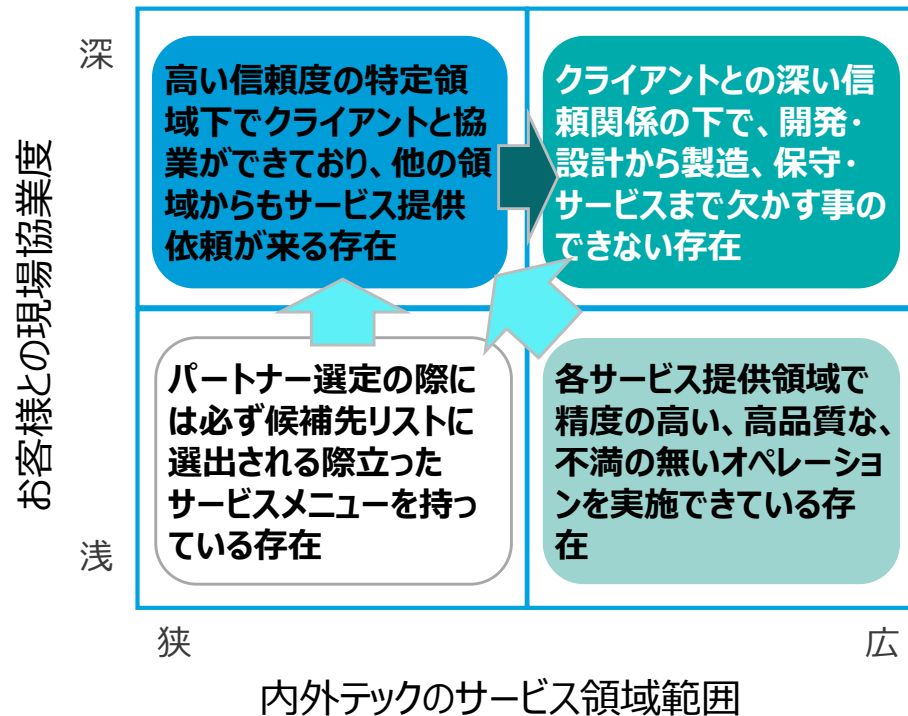 お客様との現場協業度
深
浅
高い信頼度の特定領
域下でクライアントと協
業ができており、他の領
域からもサービス提供
依頼が来る存在
クライアントとの深い信
頼関係の下で、開発・
設計から製造、保守・
サービスまで欠かす事の
できない存在
パートナー選定の際に
は必ず候補先リストに
選出される際立った
サービスメニューを持っ
ている存在
各サービス提供領域で
精度の高い、高品質な、
不満の無いオペレーショ
ンを実施できている存
在
狭
広
内外テックのサービス領域範囲